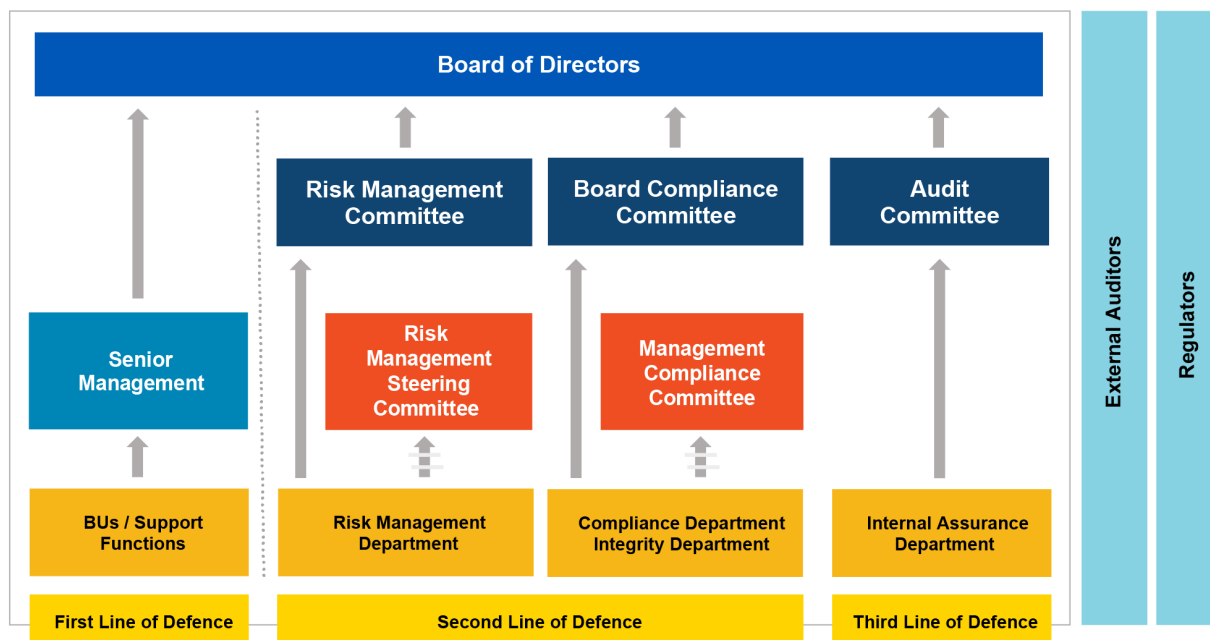 Board of Directors
Risk Management
Committee
Board Compliance
Committee
Audit
Committee
Senior
Management
Risk
Management
Steering
Committee
Management
Compliance
Committee
BUs / Support
Functions
Risk Management
Department
Compliance Department
Integrity Department
Internal Assurance
Department
First Line of Defence
Second Line of Defence
Third Line of Defence
External Auditors
Regulators